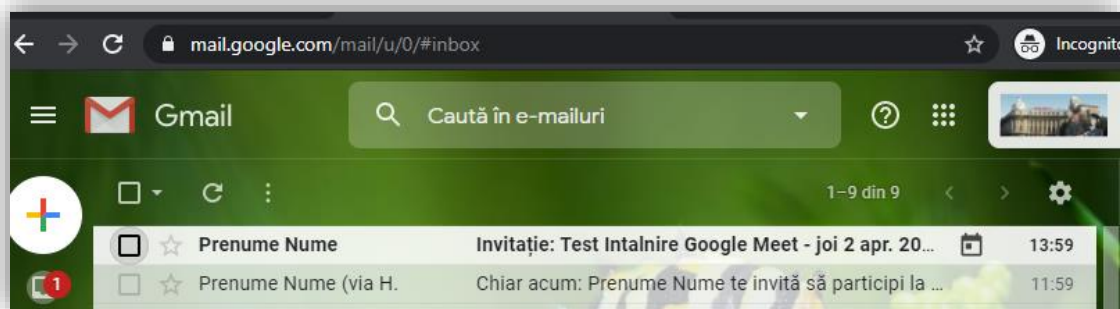 mail.google.com/mail/u/0/#inbox
Incognito
Gmail
Caută în e-mailuri
1–9 din 9
Prenume Nume Invitație: Test Intalnire Google Meet - joi 2 apr. 20... 13:59
1
Prenume Nume (via H. Chiar acum: Prenume Nume te invită să participi la ... 11:59